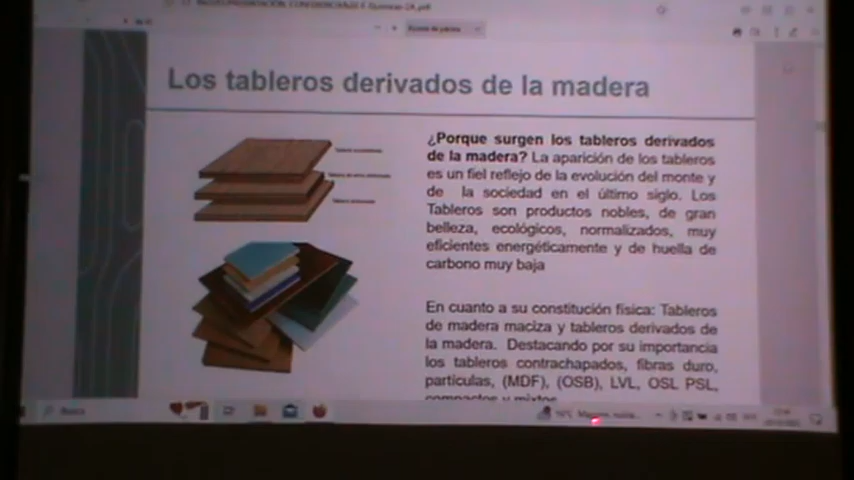 Los tableros derivados de la madera
¿Porque surgen los tableros derivados
de la madera? La aparición de los tableros
es un fiel reflejo de la evolución del monte y
de la sociedad en el último siglo. Los
Tableros son productos nobles, de gran
belleza, ecológicos, normalizados, muy
eficientes energéticamente y de huella de
carbono muy baja
En cuanto a su constitución física: Tableros
de madera maciza y tableros derivados de
la madera. Destacando por su importancia
los tableros contrachapados, fibras duro,
partículas, (MDF), (OSB), LVL, OSL PSL,
compactos y mixtos